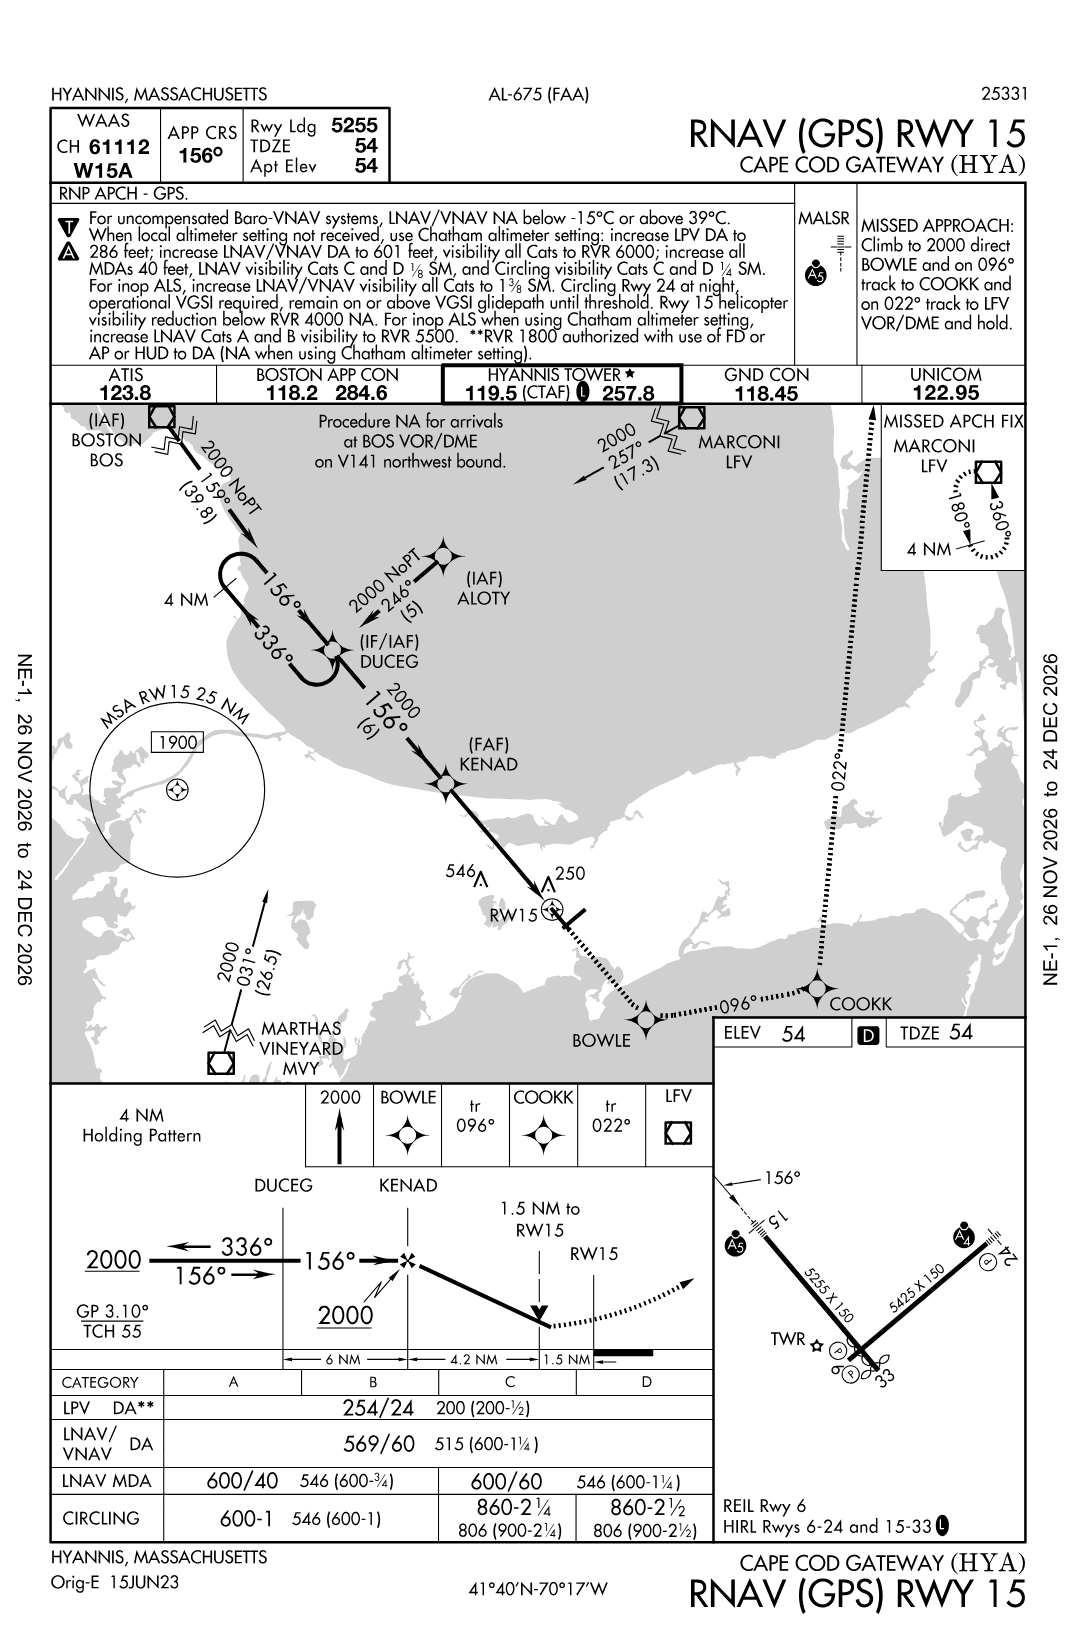 HYANNIS, MASSACHUSETTS
AL-675 (FAA)
25331
WAAS
CH 61112
W15A
APP CRS
156°
Rwy Ldg 5255
TDZE 54
Apt Elev 54
RNAV (GPS) RWY 15
CAPE COD GATEWAY (HYA)
RNP APCH - GPS.
T
A
For uncompensated Baro-VNAV systems, LNAV/VNAV NA below -15°C or above 39°C.
When local altimeter setting not received, use Chatham altimeter setting: increase LPV DA to
286 feet; increase LNAV/VNAV DA to 601 feet, visibility all Cats to RVR 6000; increase all
MDAs 40 feet, LNAV visibility Cats C and D ⅛ SM, and Circling visibility Cats C and D ¼ SM.
For inop ALS, increase LNAV/VNAV visibility all Cats to 1⅜ SM. Circling Rwy 24 at night,
operational VGSI required, remain on or above VGSI glidepath until threshold. Rwy 15 helicopter
visibility reduction below RVR 4000 NA. For inop ALS when using Chatham altimeter setting,
increase LNAV Cats A and B visibility to RVR 5500. **RVR 1800 authorized with use of FD or
AP or HUD to DA (NA when using Chatham altimeter setting).
MALSR
A5
MISSED APPROACH:
Climb to 2000 direct
BOWLE and on 096°
track to COOKK and
on 022° track to LFV
VOR/DME and hold.
ATIS
123.8
BOSTON APP CON
118.2 284.6
HYANNIS TOWER ★
119.5 (CTAF) L 257.8
GND CON
118.45
UNICOM
122.95
(IAF)
BOSTON
BOS
2000 NoPT
159°
(39.8)
Procedure NA for arrivals
at BOS VOR/DME
on V141 northwest bound.
2000
257°
(17.3)
MARCONI
LFV
MISSED APCH FIX
MARCONI
LFV
180°
360°
4 NM
2000 NoPT
246°
(5)
(IAF)
ALOTY
4 NM
156°
336°
(IF/IAF)
DUCEG
2000
156°
(6)
(FAF)
KENAD
MSA RW15 25 NM
1900
022°
546
250
RW15
2000
031°
(26.5)
MARTHAS
VINEYARD
MVY
BOWLE
096°
COOKK
NE-1, 26 NOV 2026 to 24 DEC 2026
NE-1, 26 NOV 2026 to 24 DEC 2026
ELEV 54
D
TDZE 54
156°
15
A5
A4
P
24
5255 X 150
5425 X 150
TWR
P
6
P
33
REIL Rwy 6
HIRL Rwys 6-24 and 15-33 L
4 NM
Holding Pattern
2000
BOWLE
tr
096°
COOKK
tr
022°
LFV
DUCEG
KENAD
1.5 NM to
RW15
RW15
2000
336°
156°
156°
2000
GP 3.10°
TCH 55
6 NM
4.2 NM
1.5 NM
CATEGORY A B C D
LPV DA** 254/24 200 (200-½)
LNAV/
VNAV DA 569/60 515 (600-1¼)
LNAV MDA 600/40 546 (600-¾) 600/60 546 (600-1¼)
CIRCLING 600-1 546 (600-1) 860-2¼ 806 (900-2¼) 860-2½ 806 (900-2½)
HYANNIS, MASSACHUSETTS
Orig-E 15JUN23
41°40'N-70°17'W
CAPE COD GATEWAY (HYA)
RNAV (GPS) RWY 15